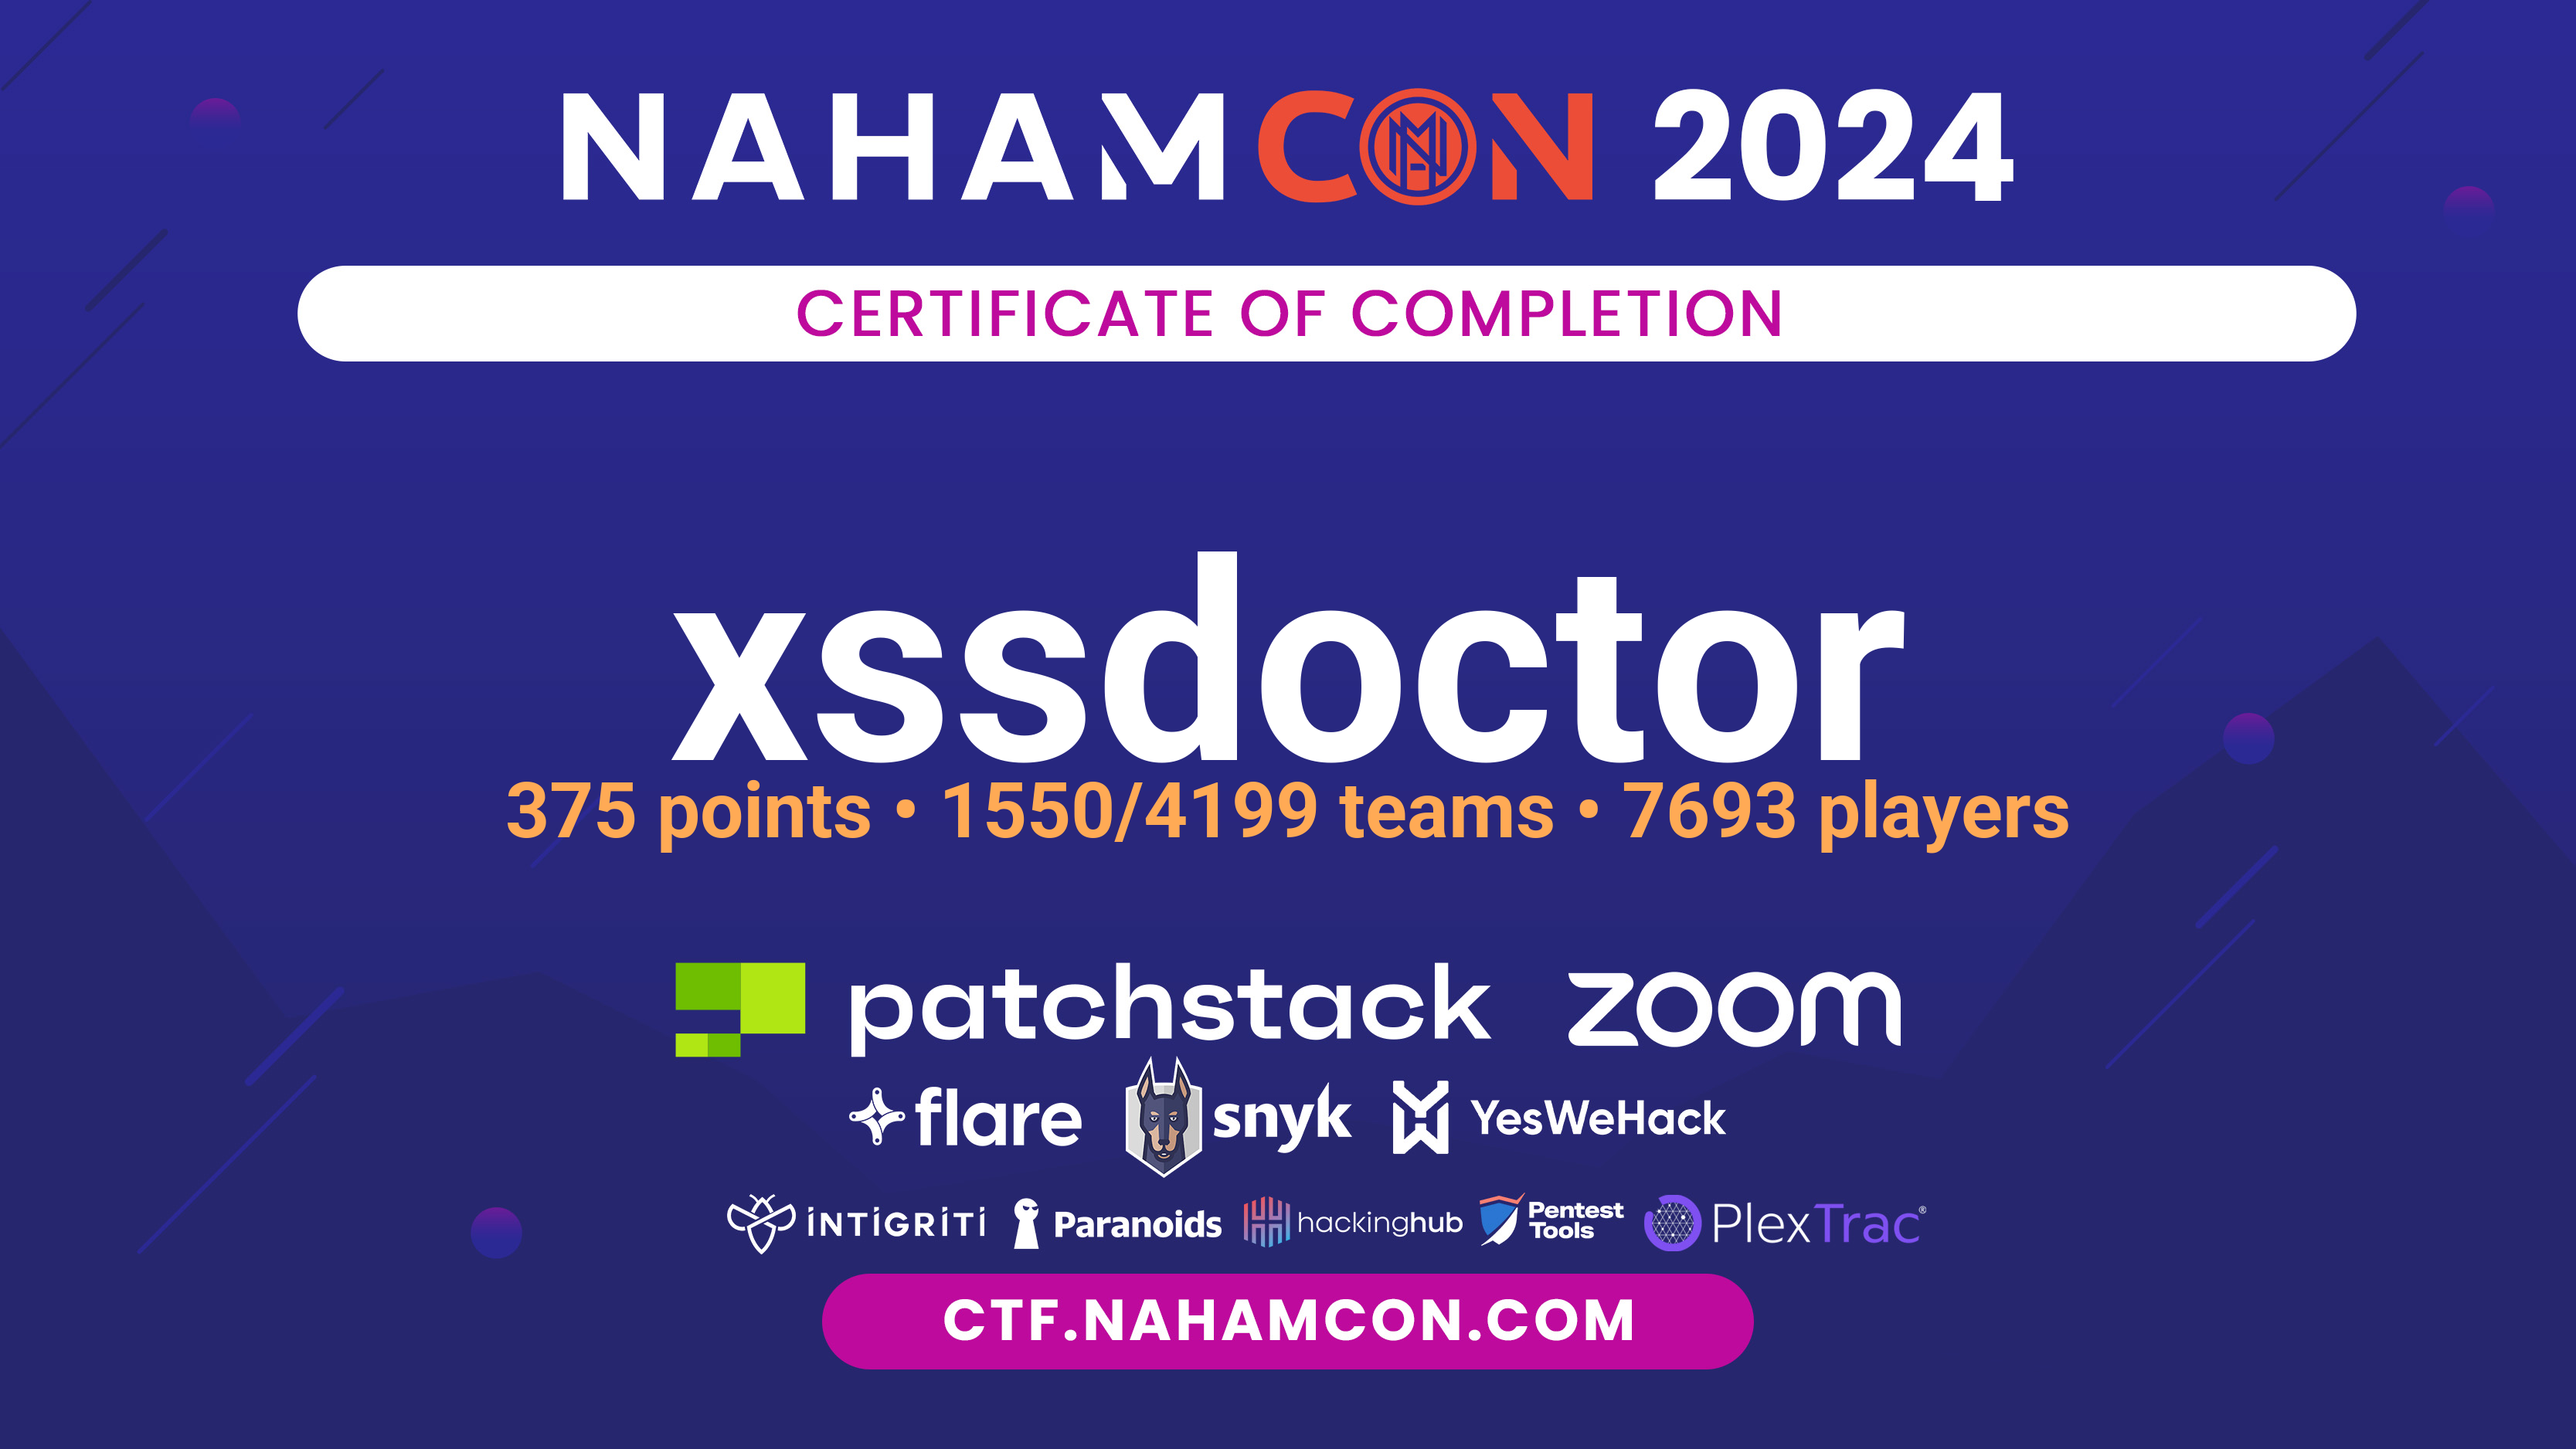 NAHAMCON 2024
CERTIFICATE OF COMPLETION
xssdoctor
375 points • 1550/4199 teams • 7693 players
patchstack zoom
flare snyk YesWeHack
INTIGRITI Paranoids hackinghub Pentest Tools PlexTrac®
CTF.NAHAMCON.COM